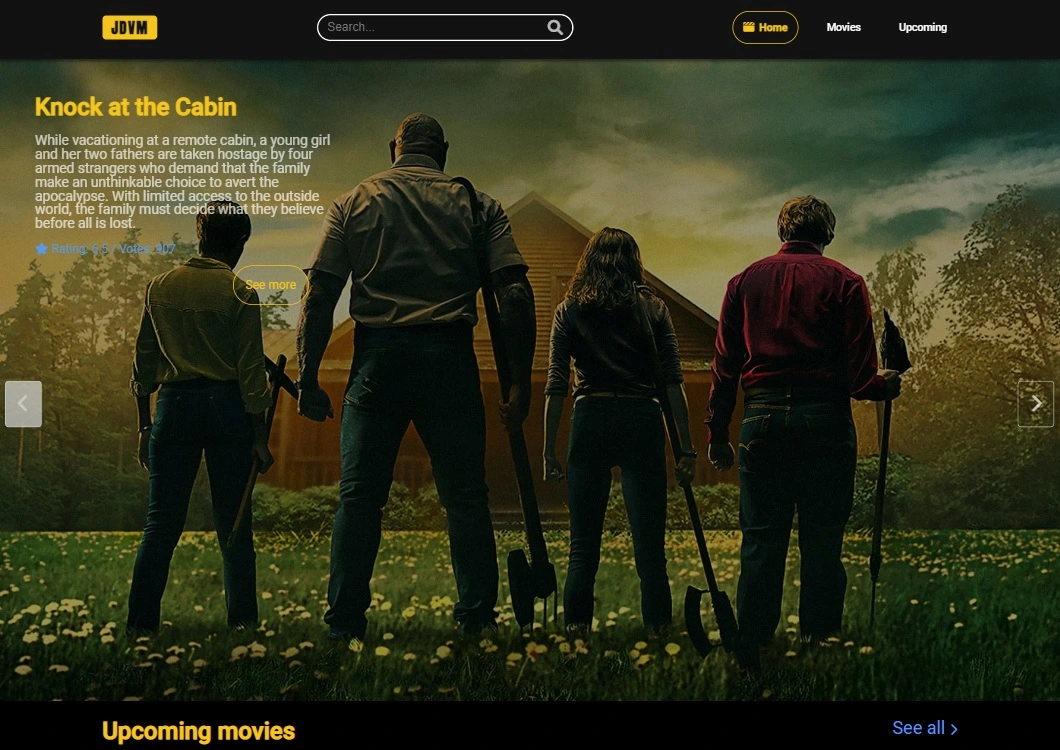 JDVM
Search...
Home
Movies
Upcoming
Knock at the Cabin
While vacationing at a remote cabin, a young girl
and her two fathers are taken hostage by four
armed strangers who demand that the family
make an unthinkable choice to avert the
apocalypse. With limited access to the outside
world, the family must decide what they believe
before all is lost.
Rating: 6.5 / Votes: 907
See more
Upcoming movies
See all